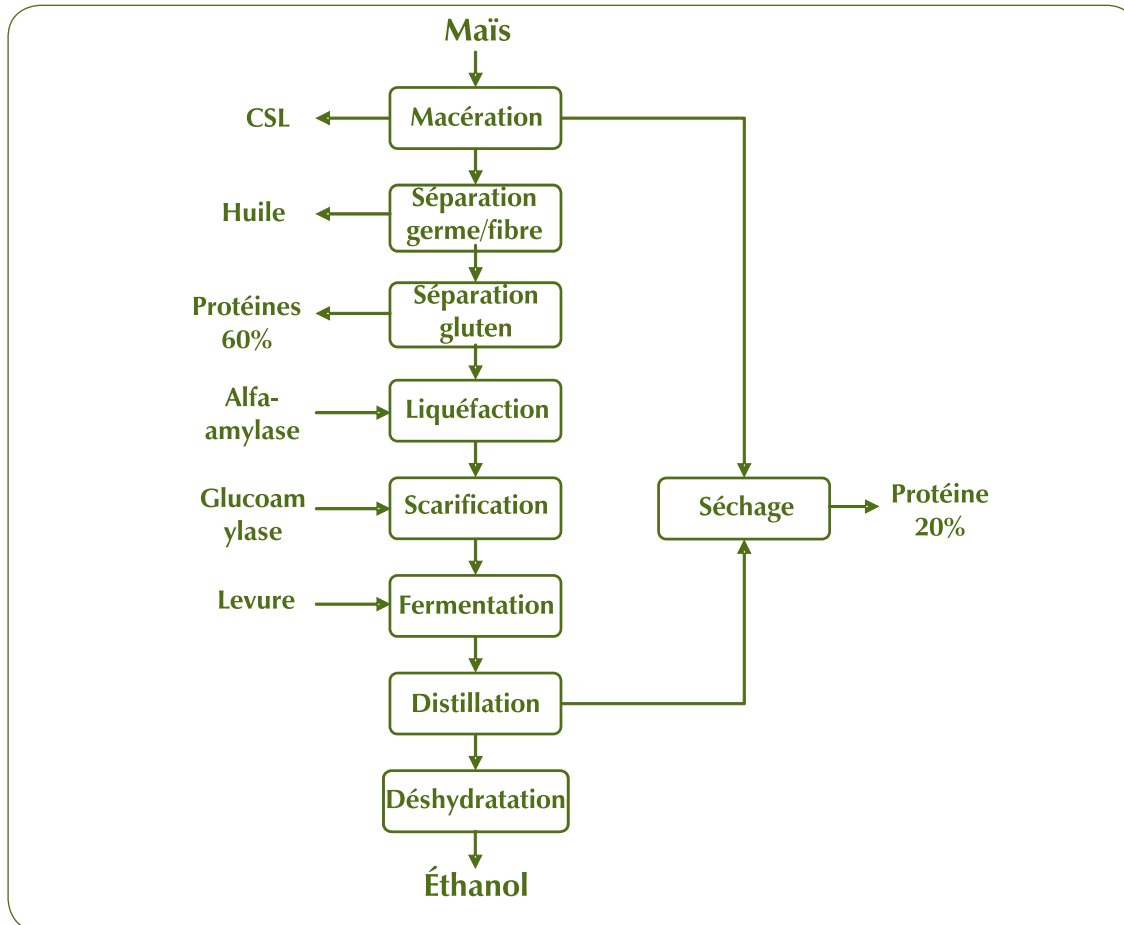 Maïs
CSL
Macération
Huile
Séparation
germe/fibre
Protéines
60%
Séparation
gluten
Alfa-
amylase
Liquéfaction
Glucoam
ylase
Scarification
Séchage
Protéine
20%
Levure
Fermentation
Distillation
Déshydratation
Éthanol